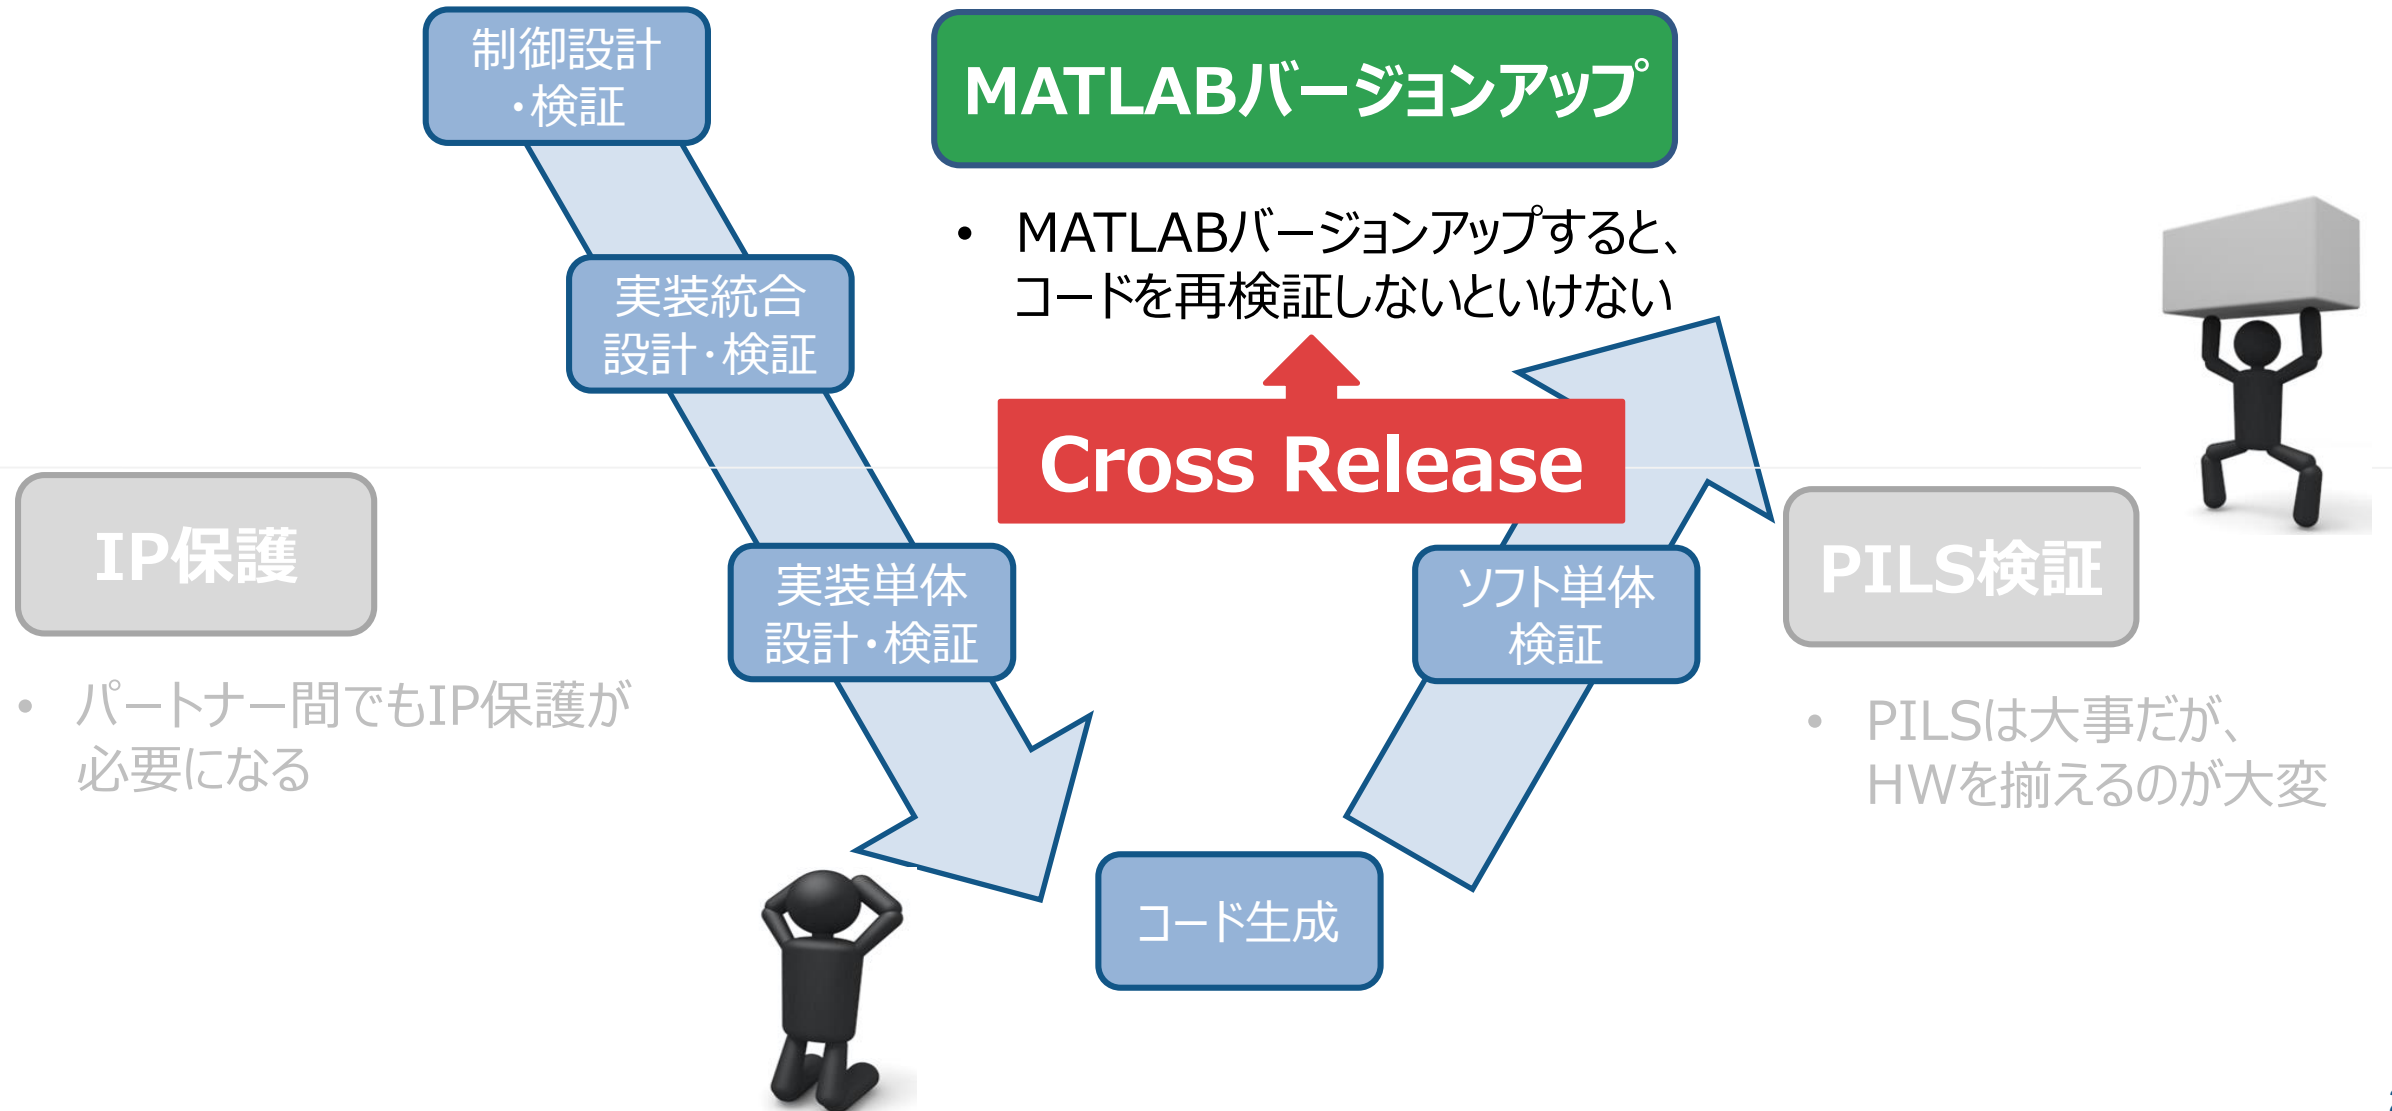 制御設計
・検証
MATLABバージョンアップ
• MATLABバージョンアップすると、
コードを再検証しないといけない
実装統合
設計・検証
Cross Release
IP保護
• パートナー間でもIP保護が
必要になる
実装単体
設計・検証
ソフト単体
検証
PILS検証
• PILSは大事だが、
HWを揃えるのが大変
コード生成